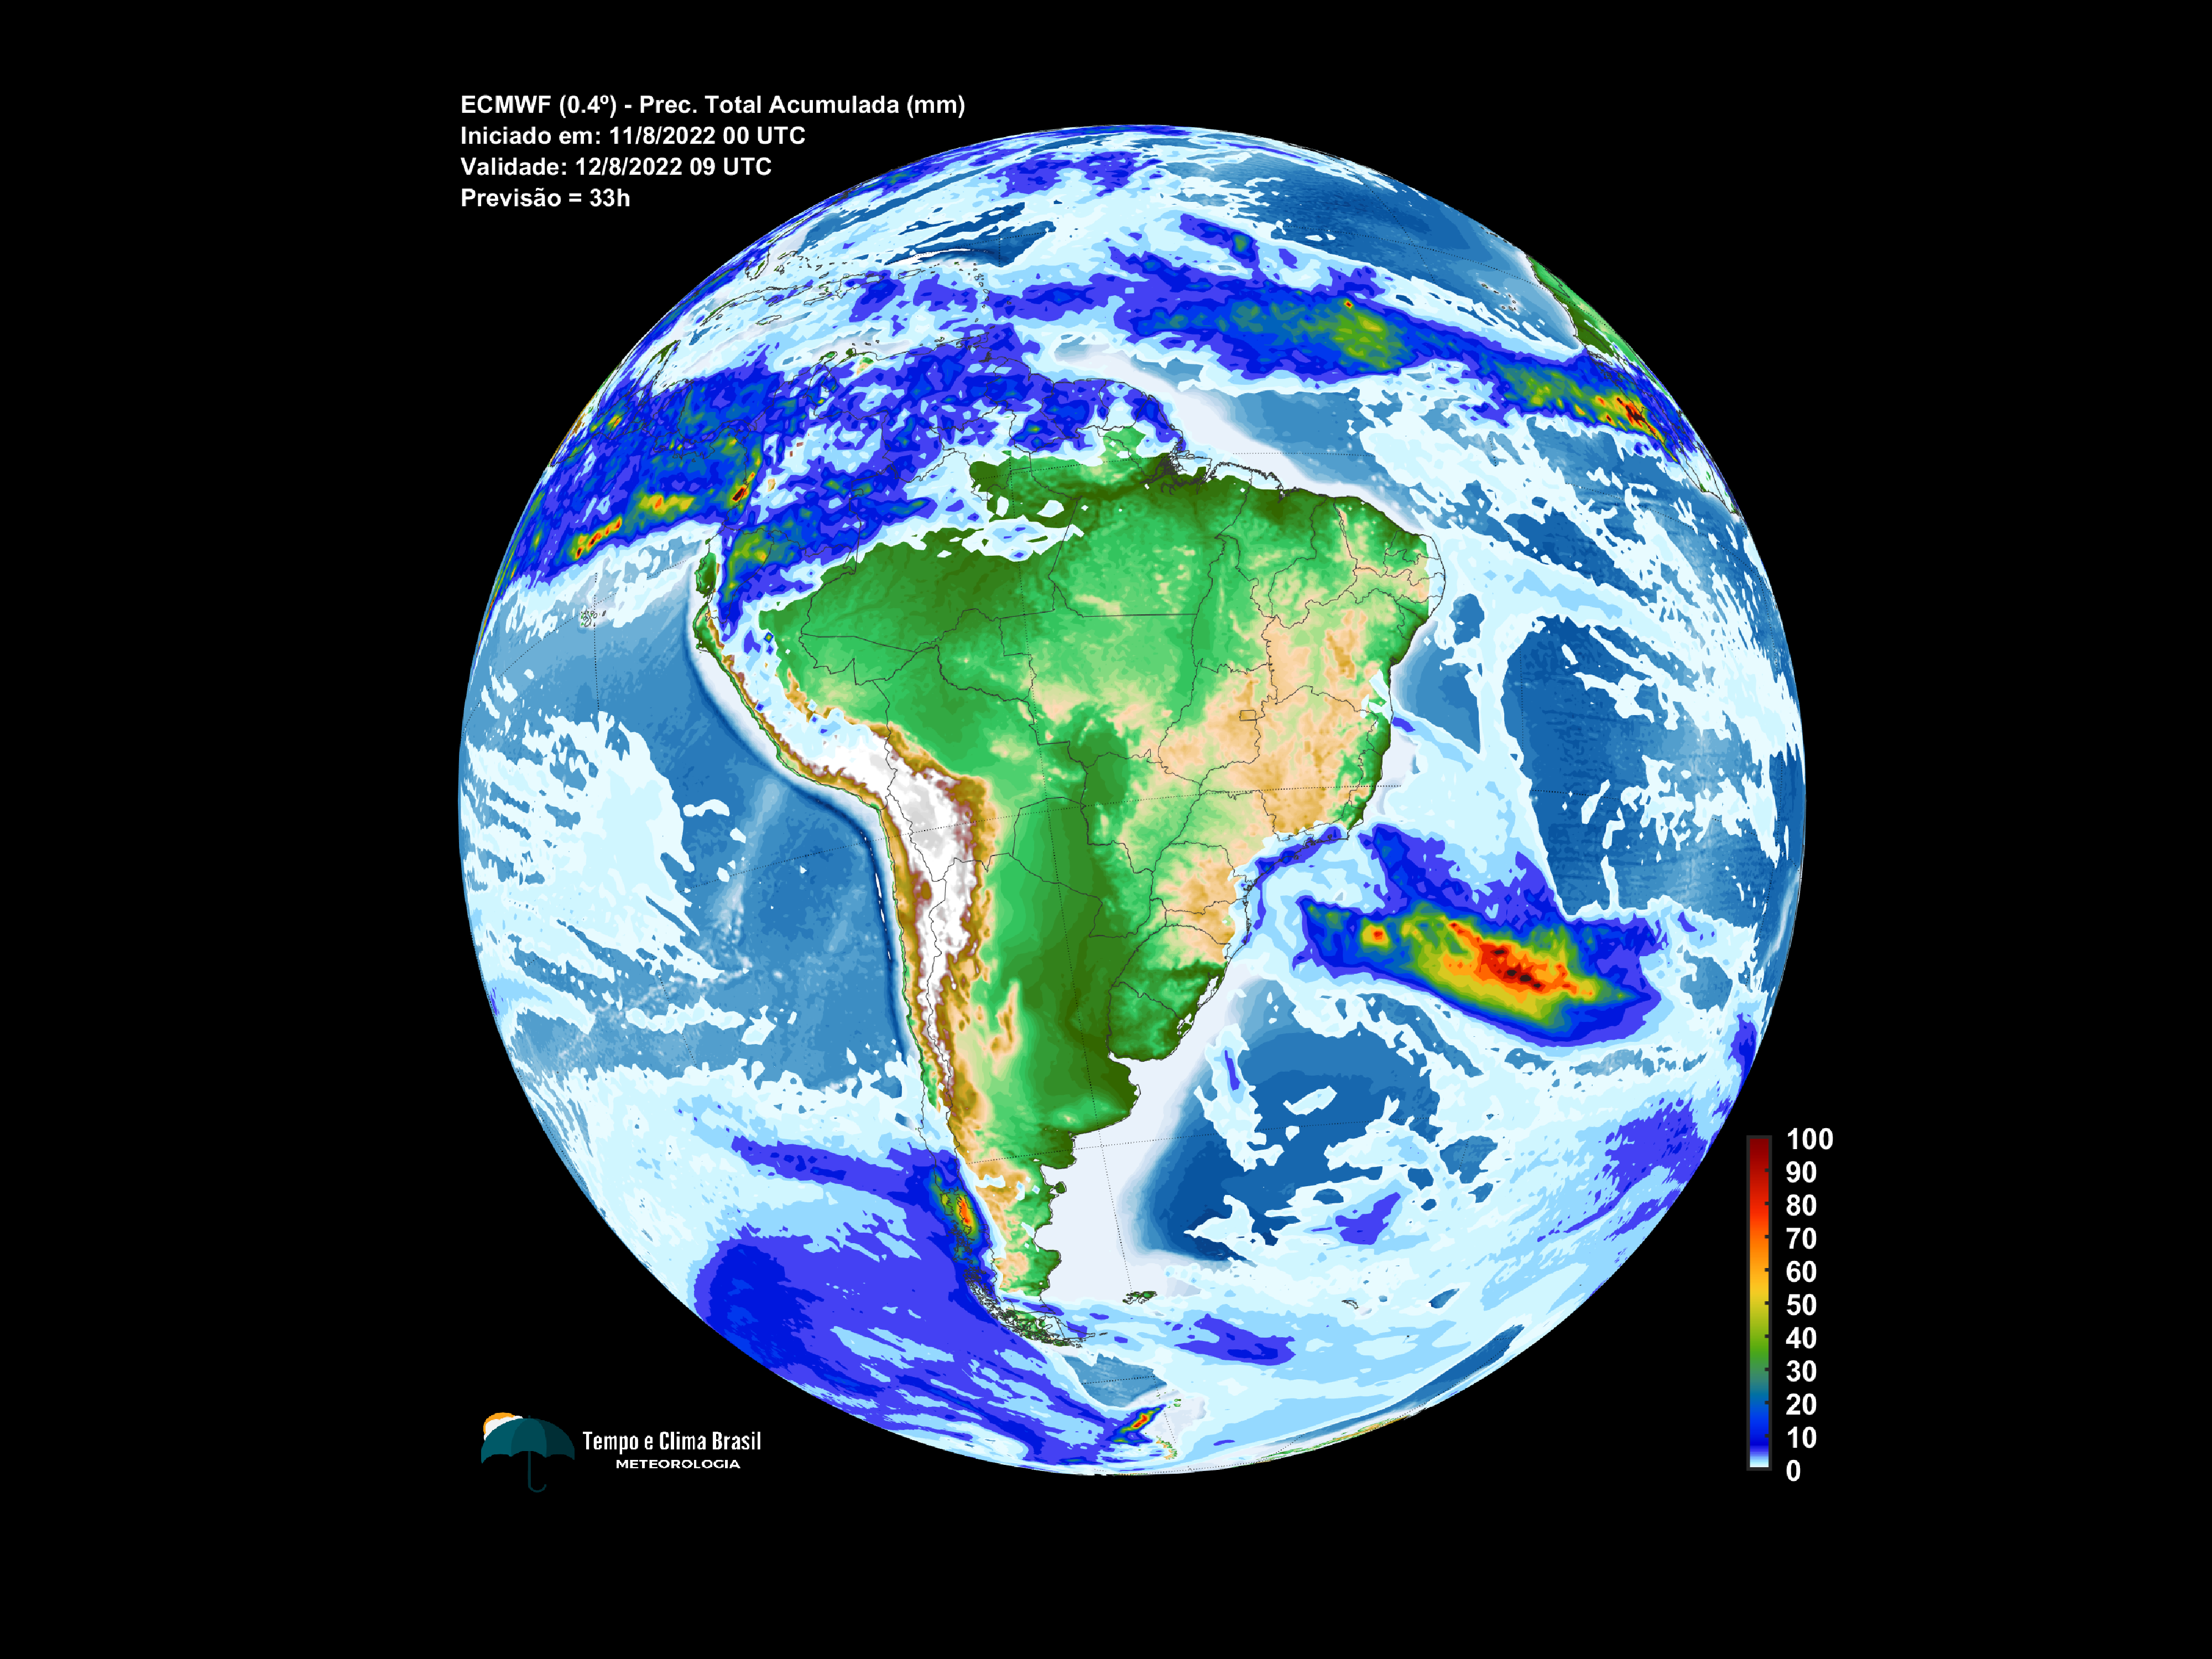 ECMWF (0.4º) - Prec. Total Acumulada (mm)
Iniciado em: 11/8/2022 00 UTC
Validade: 12/8/2022 09 UTC
Previsão = 33h
100
90
80
70
60
50
40
30
20
10
0
Tempo e Clima Brasil
METEOROLOGIA